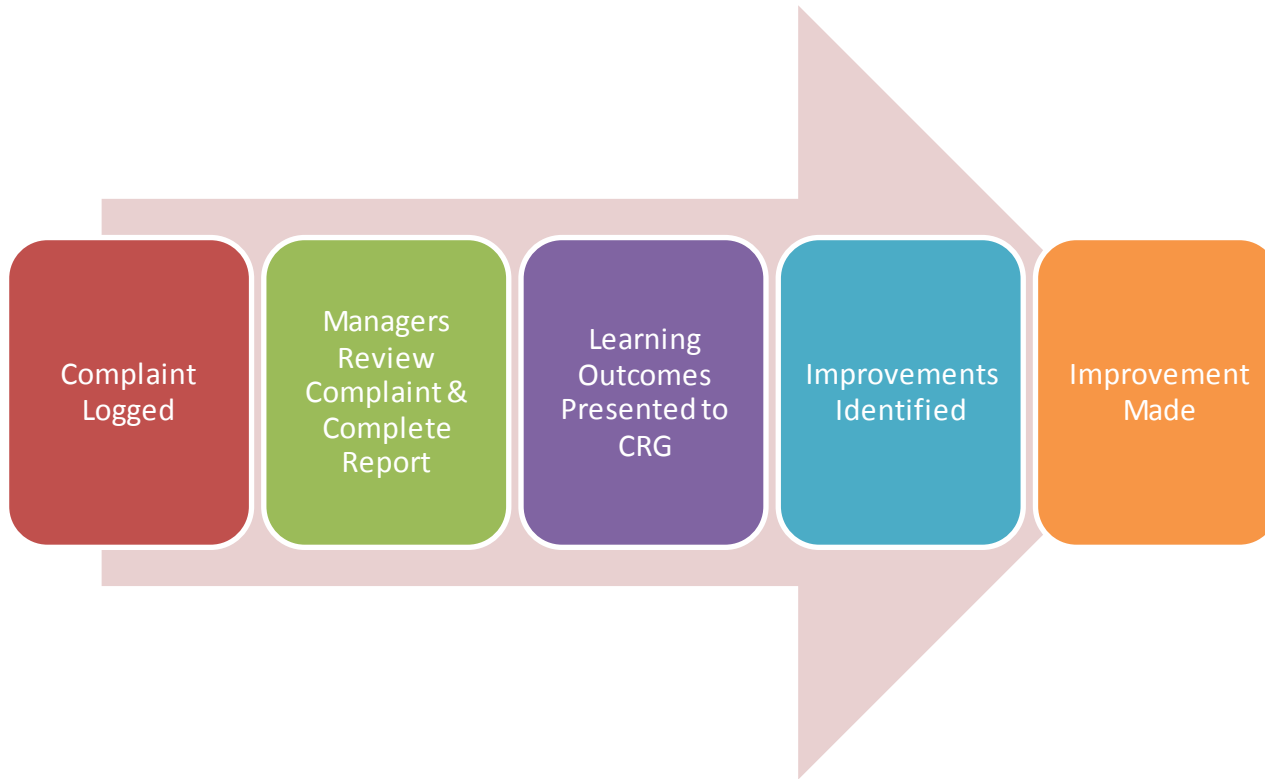 Complaint
Logged
Managers
Review
Complaint &
Complete
Report
Learning
Outcomes
Presented to
CRG
Improvements
Identified
Improvement
Made